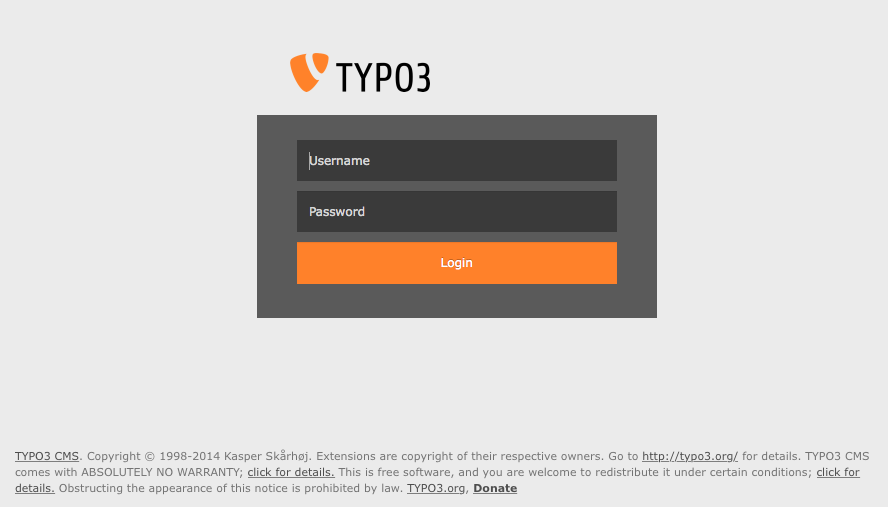 TYPO3
Username
Password
Login
TYPO3 CMS. Copyright © 1998-2014 Kasper Skårhøj. Extensions are copyright of their respective owners. Go to http://typo3.org/ for details. TYPO3 CMS
comes with ABSOLUTELY NO WARRANTY; click for details. This is free software, and you are welcome to redistribute it under certain conditions; click for
details. Obstructing the appearance of this notice is prohibited by law. TYPO3.org, Donate